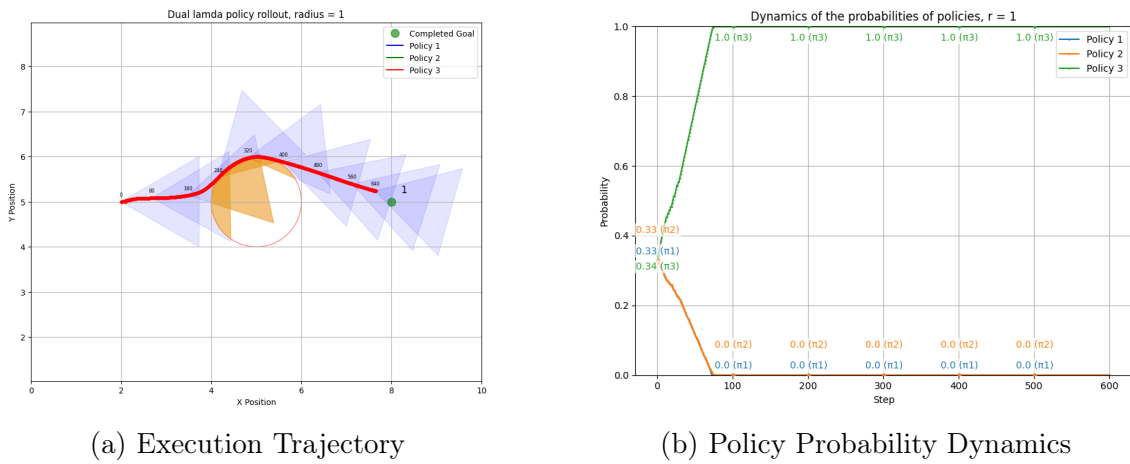 Dual lamda policy rollout, radius = 1
Completed Goal
Policy 1
Policy 2
Policy 3
Y Position
8
7
6
5
4
3
2
1
0
80
160
240
320
400
480
560
640
1
0
2
4
6
8
10
X Position
(a) Execution Trajectory
Dynamics of the probabilities of policies, r = 1
Policy 1
Policy 2
Policy 3
Probability
1.0
0.8
0.6
0.4
0.2
0.0
1.0 (π3) 1.0 (π3) 1.0 (π3) 1.0 (π3) 1.0 (π3)
0.33 (π2)
0.33 (π1)
0.34 (π3)
0.0 (π2) 0.0 (π2) 0.0 (π2) 0.0 (π2) 0.0 (π2)
0.0 (π1) 0.0 (π1) 0.0 (π1) 0.0 (π1) 0.0 (π1)
0 100 200 300 400 500 600
Step
(b) Policy Probability Dynamics